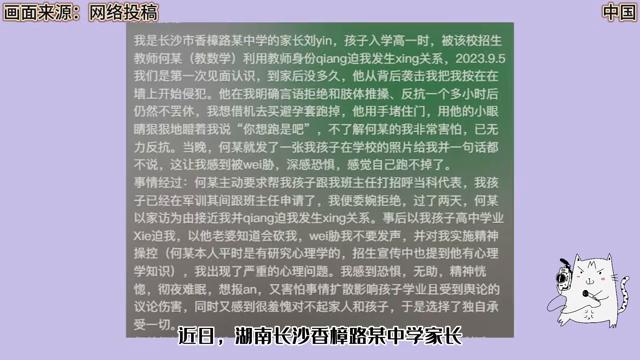 画面来源：网络投稿
中国
我是长沙市香樟路某中学的家长刘yin，孩子入学高一时，被该校招生
教师何某（教数学）利用教师身份qiang迫我发生xing关系，2023.9.5
我们是第一次见面认识，到家后没多久，他从背后袭击我把我按在在
墙上开始侵犯。他在我明确言语拒绝和肢体推搡、反抗一个多小时后
仍然不罢休，我想借机去买避孕套跑掉，他用手堵住门，用他的小眼
睛狠狠地瞪着我说“你想跑是吧”，不了解何某的我非常害怕，已无
力反抗。当晚，何某就发了一张我孩子在学校的照片给我并一句话都
不说，这让我感到被wei胁，深感恐惧，感觉自己跑不掉了。
事情经过：何某主动要求帮我孩子跟我班主任打招呼当科代表，我孩
子已经在军训其间跟班主任申请了，我便委婉拒绝，过了两天，何某
以家访为由接近我并qiang迫我发生xing关系。事后以我孩子高中学业
Xie迫我，以他老婆知道会砍我，wei胁我不要发声，并对我实施精神
操控（何某本人平时是有研究心理学的，招生宣传中也提到他有心理
学知识），我出现了严重的心理问题。我感到恐惧，无助，精神恍
惚，彻夜难眠，想报an，又害怕事情扩散影响孩子学业且受到舆论的
议论伤害，同时又感到很羞愧对不起家人和孩子，于是选择了独自承
受一切。
近日，湖南长沙香樟路某中学家长